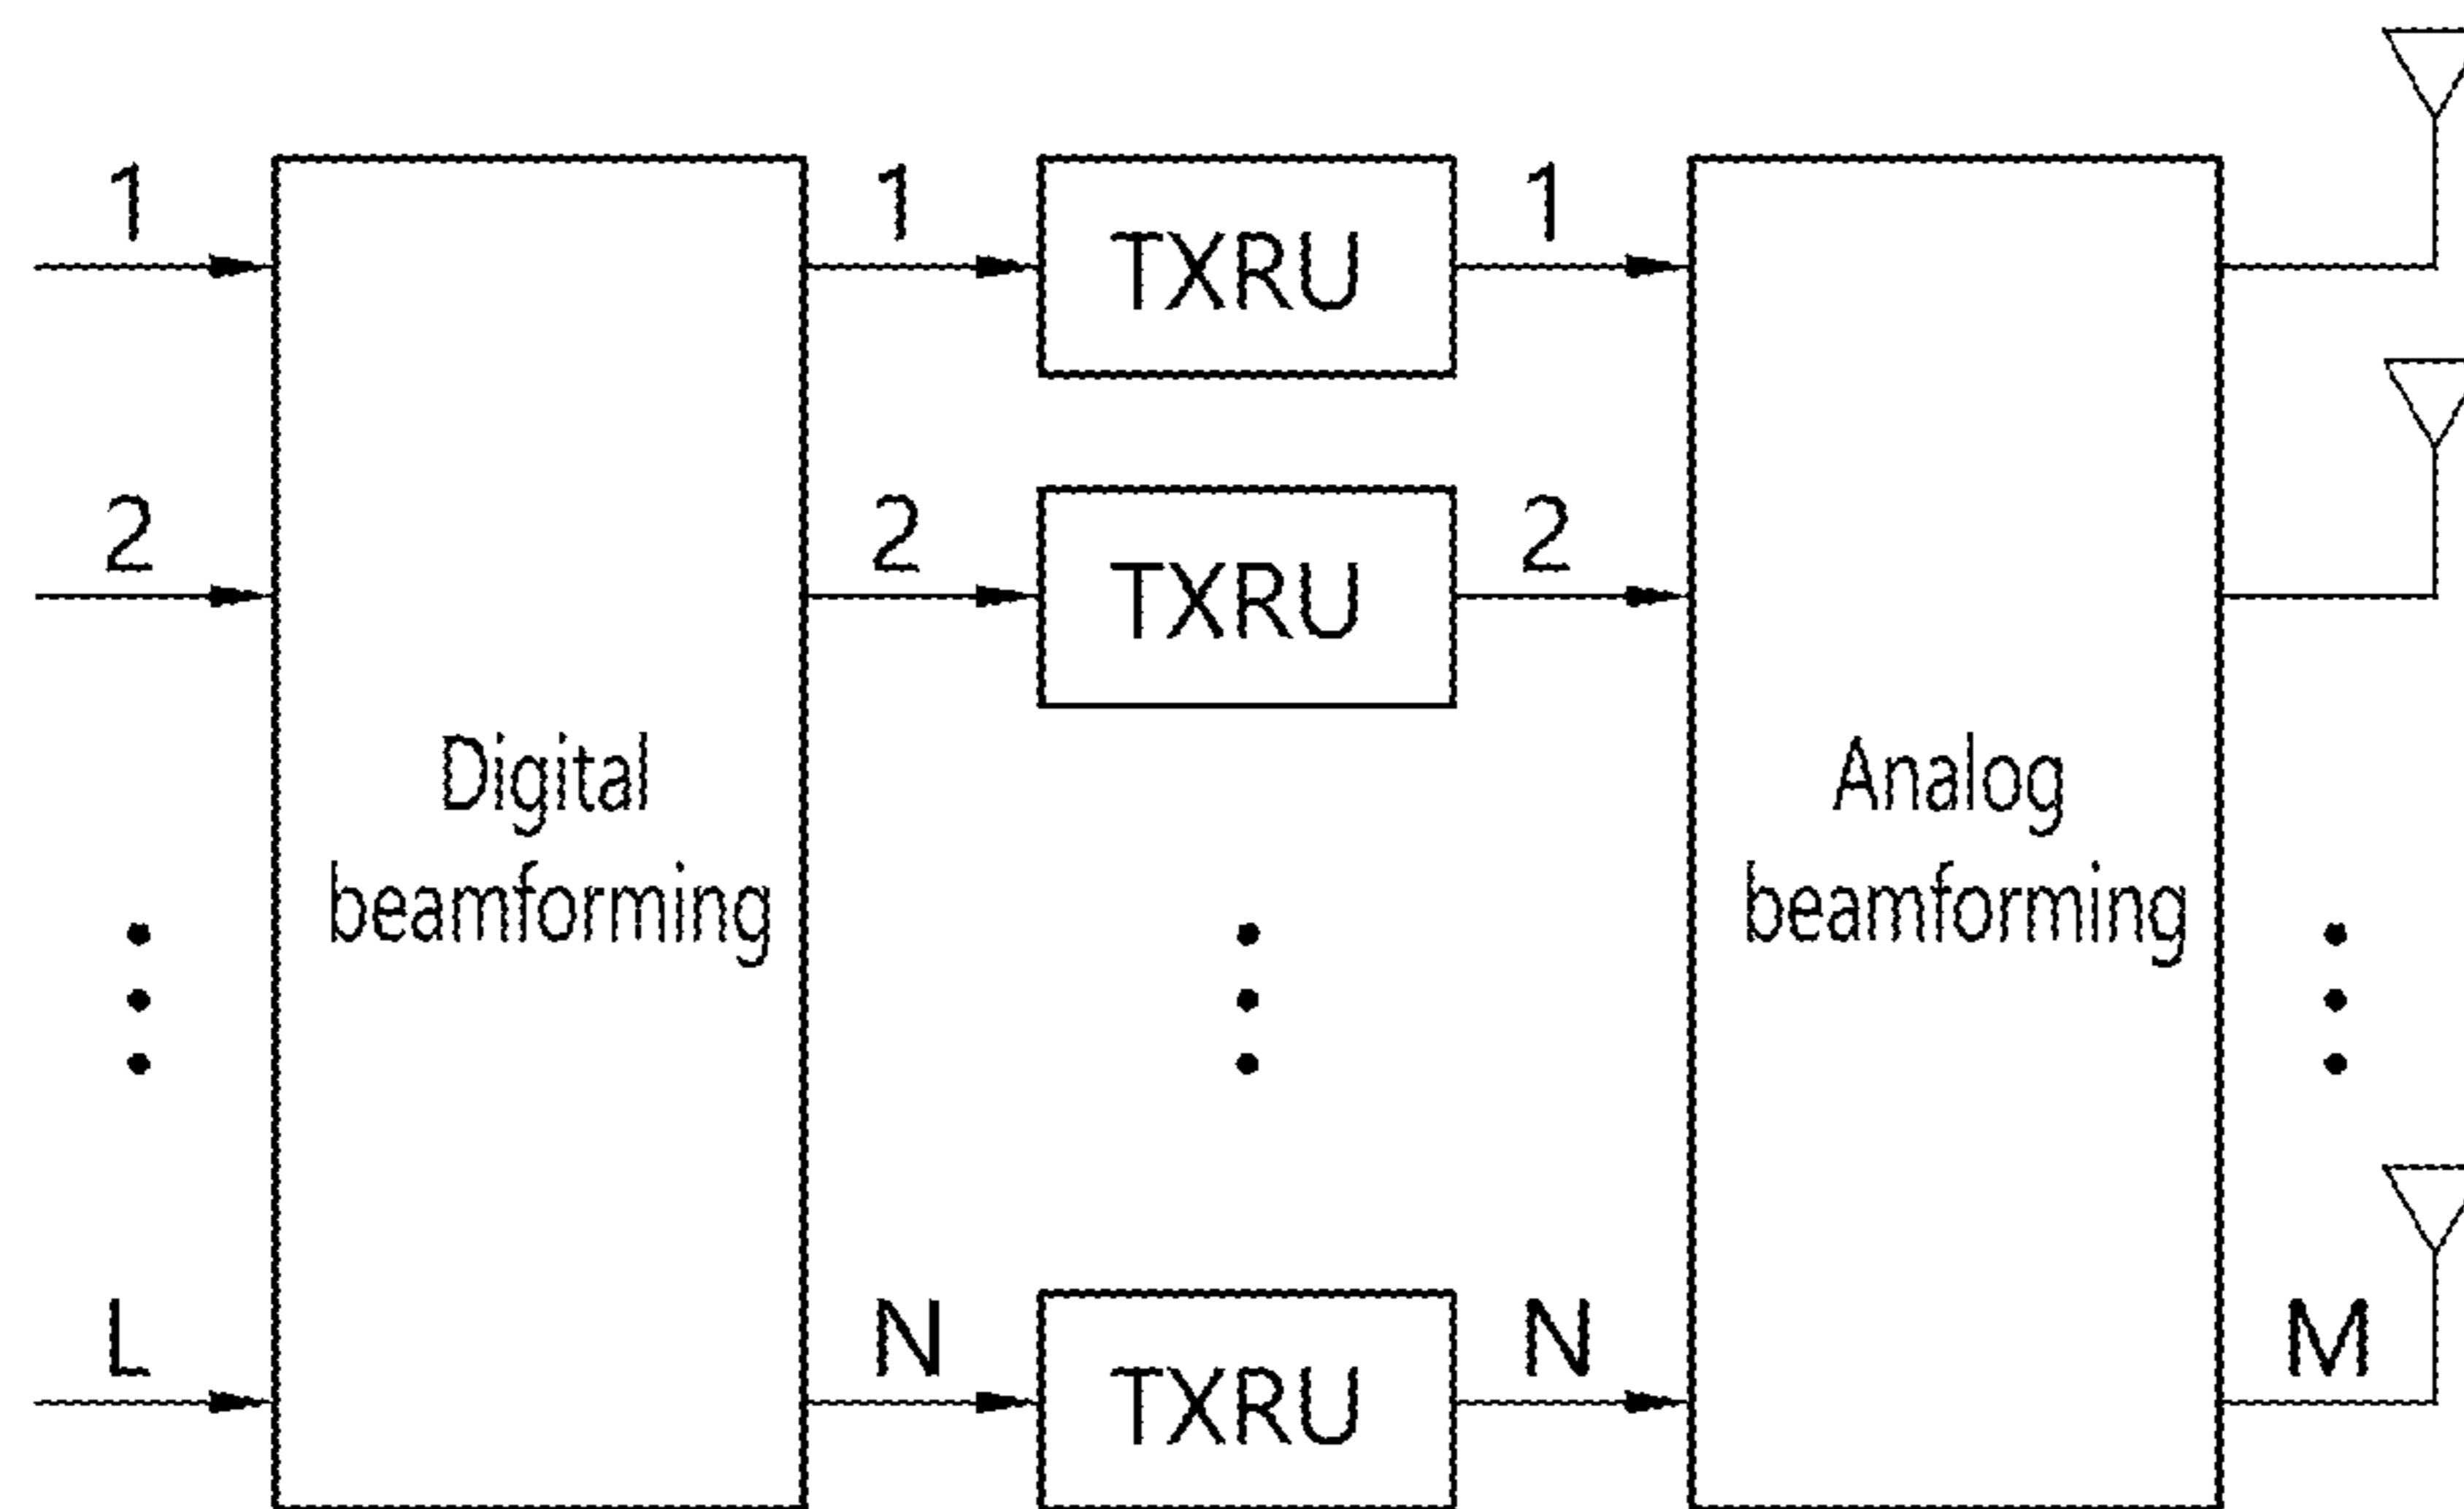 1 1 TXRU 1
2 2 TXRU 2
Digital
beamforming
Analog
beamforming
L N TXRU N M